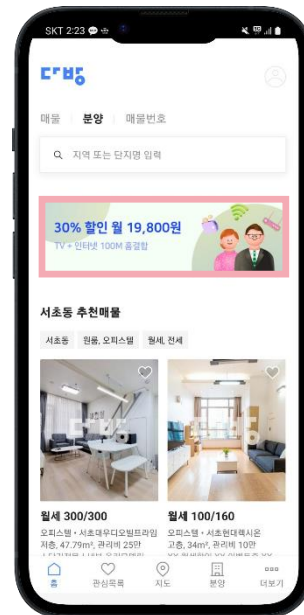 SKT 2:23
다방
매물 분양 매물번호
지역 또는 단지명 입력
30% 할인 월 19,800원
TV + 인터넷 100M 홈결합
서초동 추천매물
서초동 원룸, 오피스텔 월세, 전세
다방 다방
월세 300/300 월세 100/160
오피스텔・서초대우디오빌프라임 오피스텔・서초현대렉시온
저층, 47.79m², 관리비 25만 고층, 34m², 관리비 10만
홈 관심목록 지도 분양 더보기